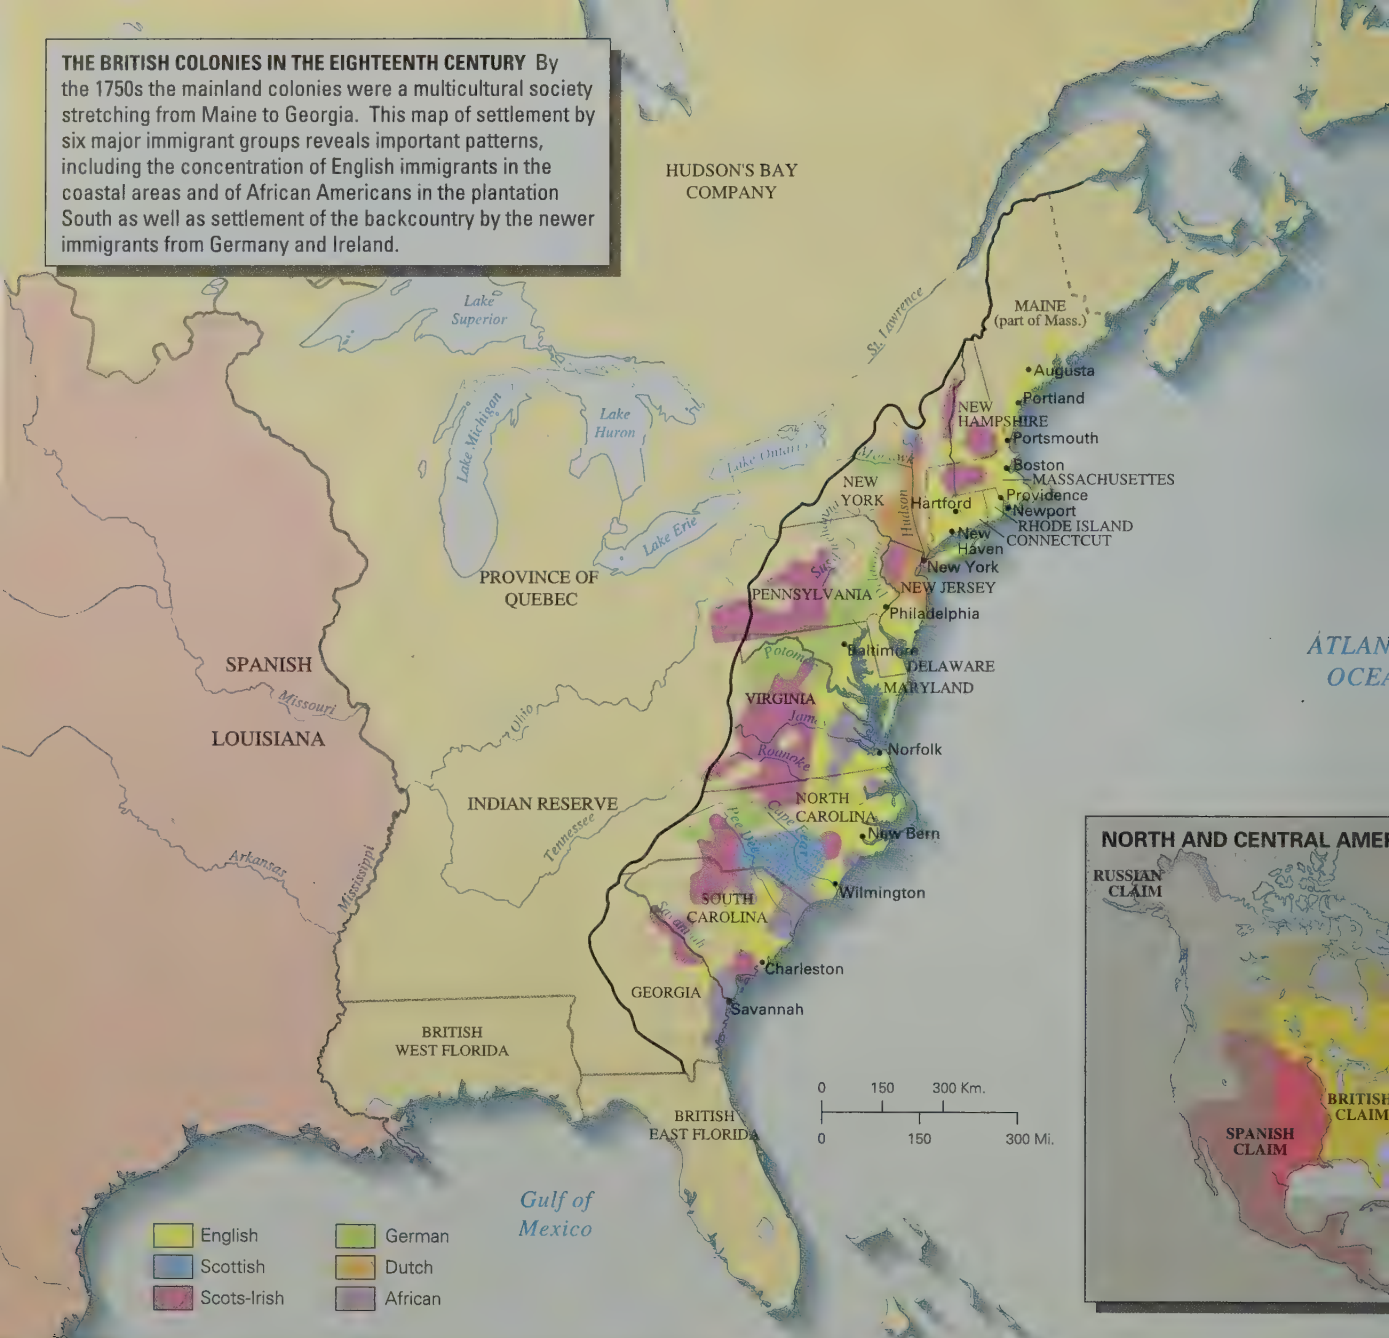 THE BRITISH COLONIES IN THE EIGHTEENTH CENTURY By
the 1750s the mainland colonies were a multicultural society
stretching from Maine to Georgia. This map of settlement by
six major immigrant groups reveals important patterns,
including the concentration of English immigrants in the
coastal areas and of African Americans in the plantation
South as well as settlement of the backcountry by the newer
immigrants from Germany and Ireland.
HUDSON'S BAY
COMPANY
Lake
Superior
St. Lawrence
MAINE
(part of Mass.)
Augusta
Portland
NEW
HAMPSHIRE
Portsmouth
Lake Michigan
Lake
Huron
Lake Ontario
Boston
MASSACHUSETTES
NEW
YORK
Hudson
Hartford
Providence
Newport
RHODE ISLAND
CONNECTCUT
New
Haven
New York
Lake Erie
PROVINCE OF
QUEBEC
PENNSYLVANIA
NEW JERSEY
Philadelphia
Baltimore
DELAWARE
MARYLAND
SPANISH
LOUISIANA
Missouri
Ohio
VIRGINIA
Roanoke
Norfolk
ATLAN
OCEA
INDIAN RESERVE
Tennessee
NORTH
CAROLINA
Pee Dee
Cape Fear
New Bern
Wilmington
Arkansas
Mississippi
SOUTH
CAROLINA
Charleston
GEORGIA
Savannah
BRITISH
WEST FLORIDA
BRITISH
EAST FLORIDA
0 150 300 Km.
0 150 300 Mi.
Gulf of
Mexico
English
Scottish
Scots-Irish
German
Dutch
African
NORTH AND CENTRAL AMER
RUSSIAN
CLAIM
BRITISH
CLAIM
SPANISH
CLAIM